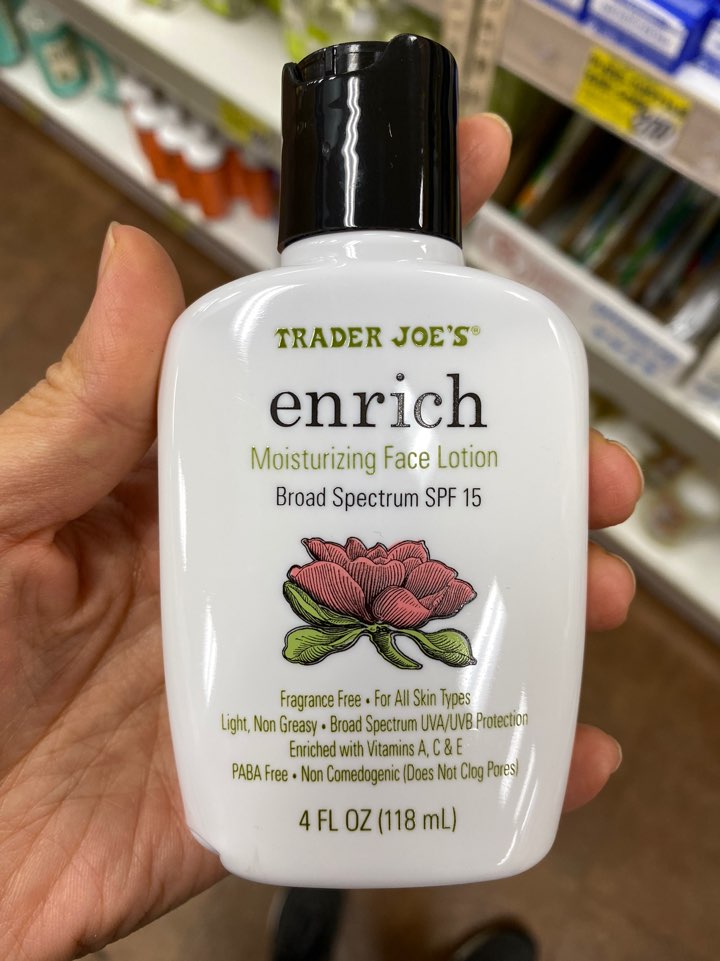 TRADER JOE'S®
enrich
Moisturizing Face Lotion
Broad Spectrum SPF 15
Fragrance Free • For All Skin Types
Light, Non Greasy • Broad Spectrum UVA/UVB Protection
Enriched with Vitamins A, C & E
PABA Free • Non Comedogenic (Does Not Clog Pores)
4 FL OZ (118 mL)